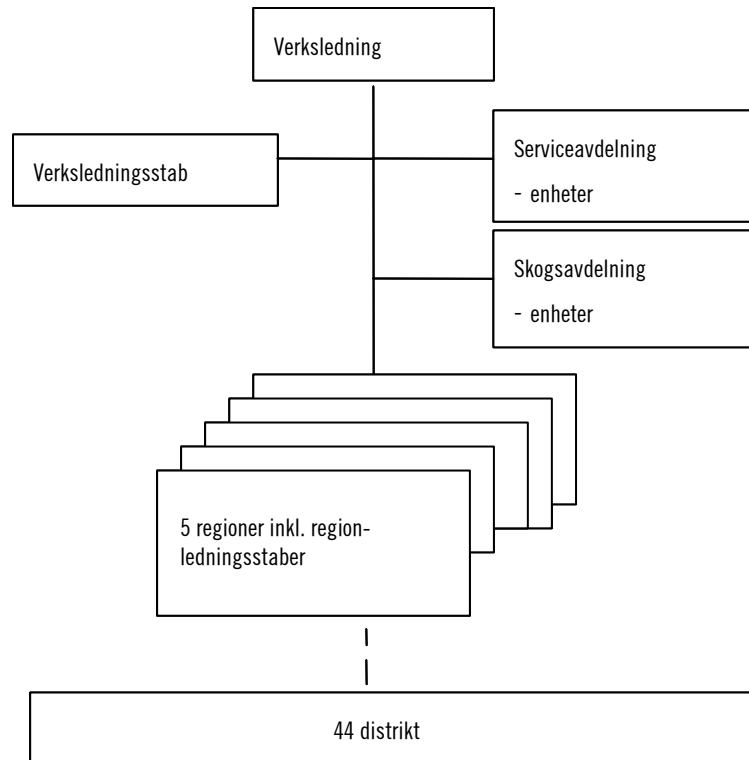 Verksledning
Verksledningsstab
Serviceavdelning
- enheter
Skogsavdelning
- enheter
5 regioner inkl. region-
ledningsstaber
44 distrikt